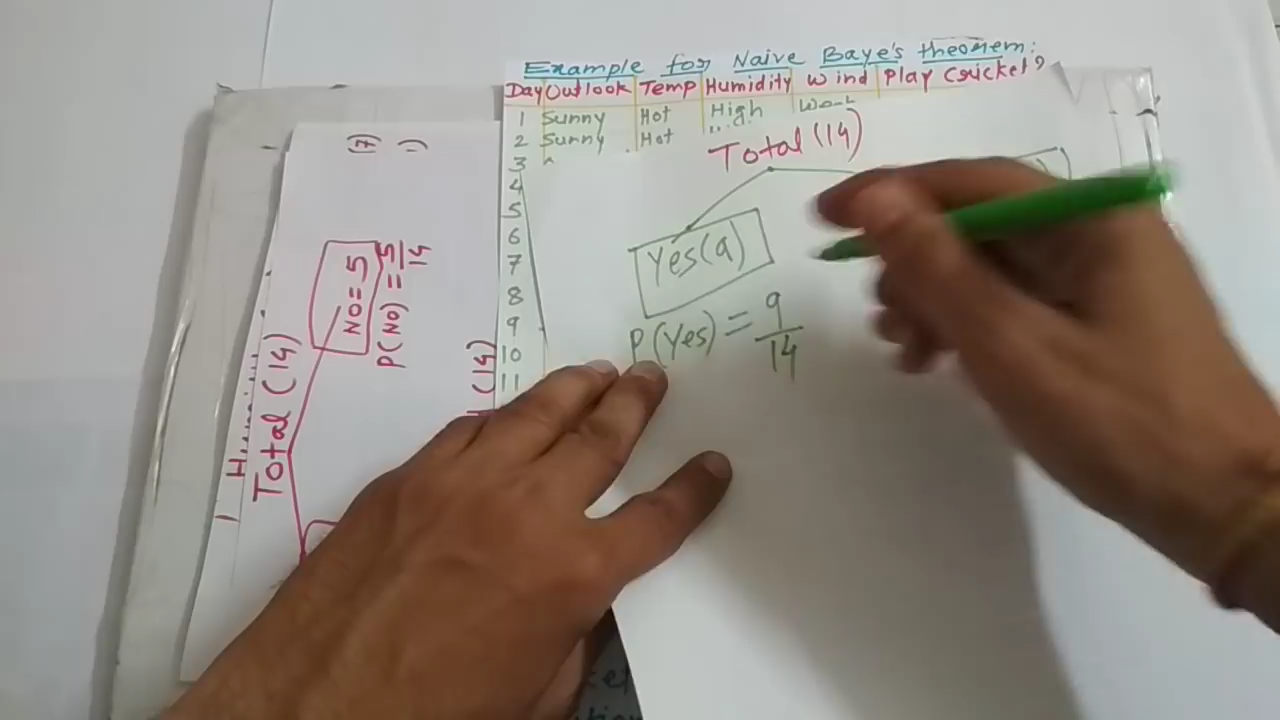 Example for Naive Baye's theorem:
Day Outlook Temp Humidity Wind Play Cricket?
1 Sunny Hot High Weak
2 Sunny Hot
3
4
5
6
7
8
9
10
11
Total (14)
Yes(9)
P(Yes) = 9/14
Total (14)
NO=5
P(NO) = 5/14
(14)